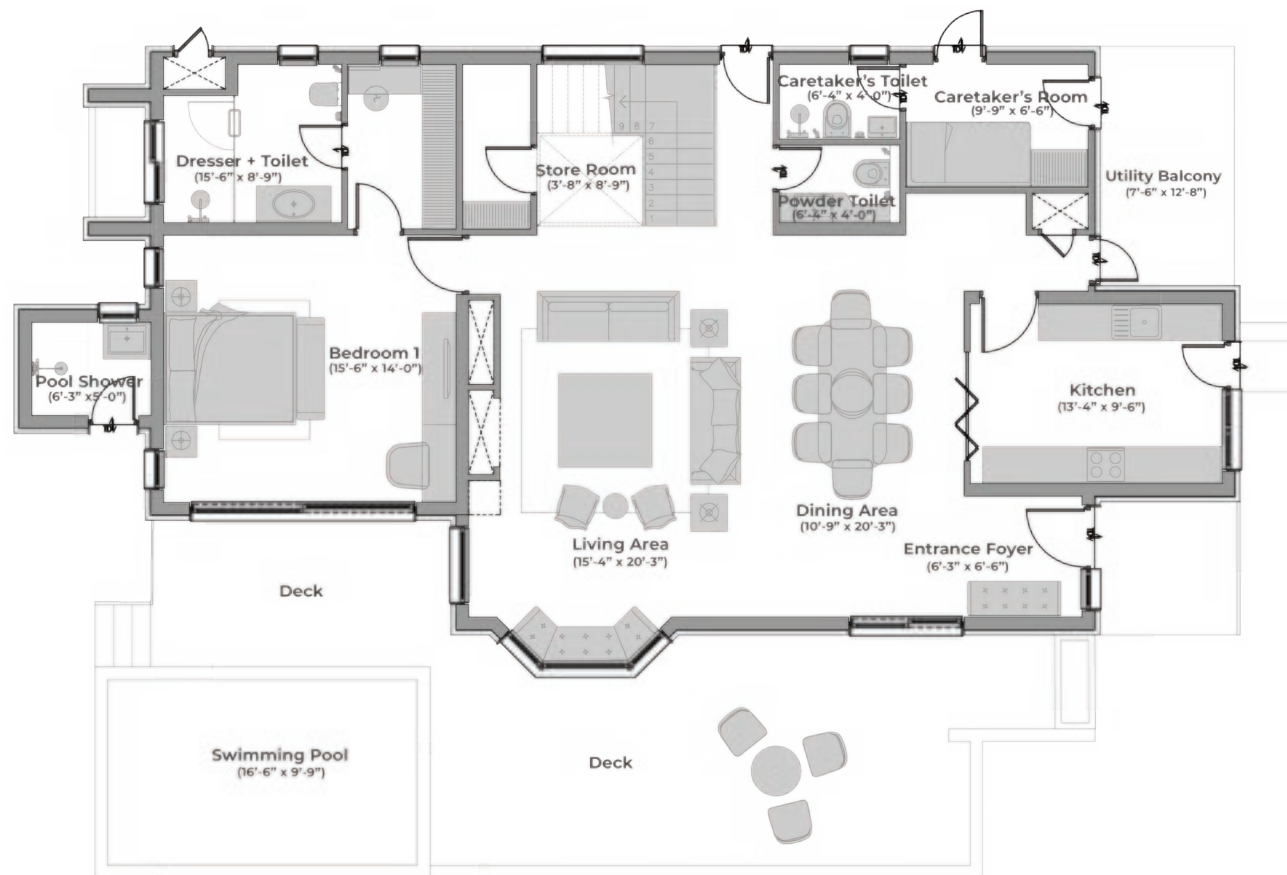 Caretaker's Toilet
(6'-4" x 4'-0")
Caretaker's Room
(9'-9" x 6'-6")
Dresser + Toilet
(15'-6" x 8'-9")
Store Room
(3'-8" x 8'-9")
9 8 7
6
5
4
3
2
1
Utility Balcony
(7'-6" x 12'-8")
Powder Toilet
(6'-4" x 4'-0")
Bedroom 1
(15'-6" x 14'-0")
Pool Shower
(6'-3" x5'-0")
Kitchen
(13'-4" x 9'-6")
Dining Area
(10'-9" x 20'-3")
Living Area
(15'-4" x 20'-3")
Entrance Foyer
(6'-3" x 6'-6")
Deck
Swimming Pool
(16'-6" x 9'-9")
Deck